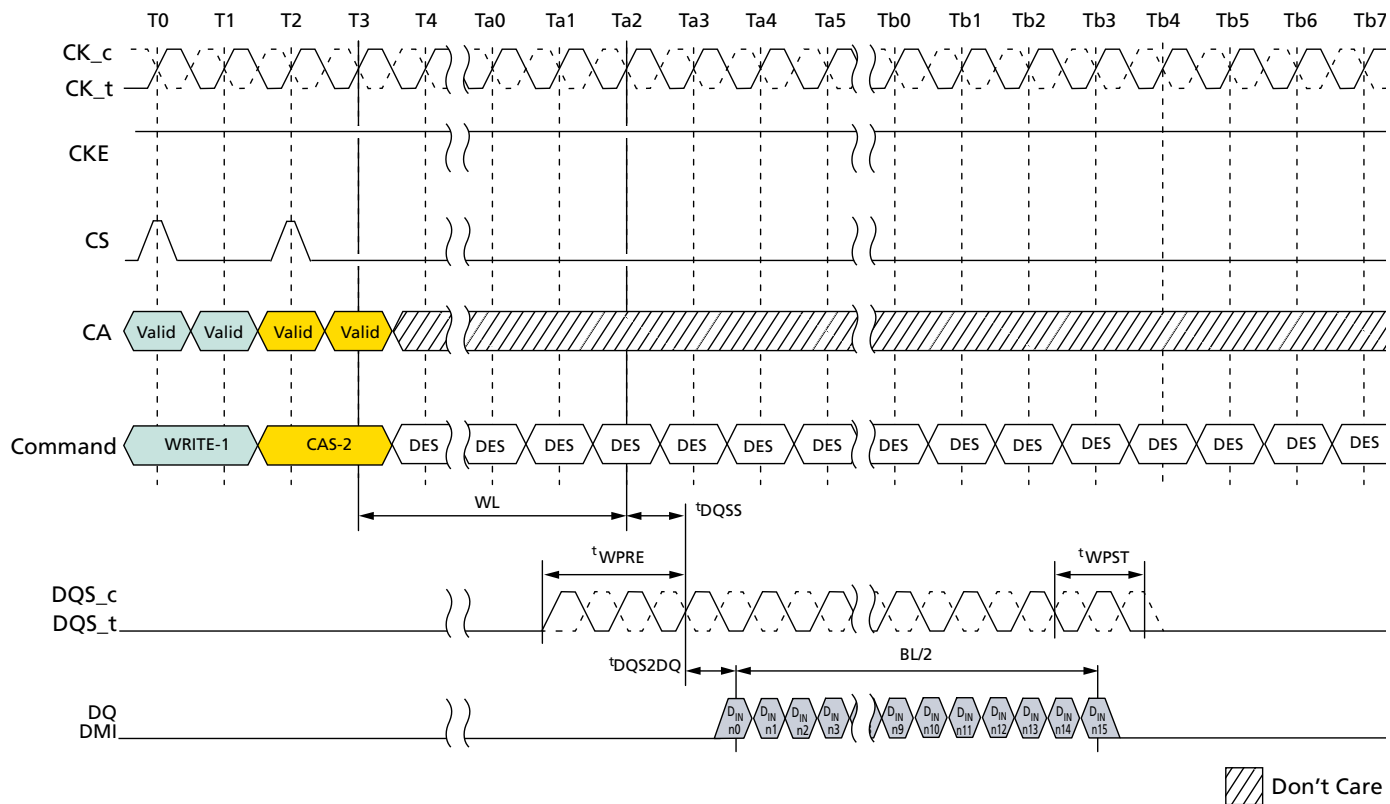 T0 T1 T2 T3 T4 Ta0 Ta1 Ta2 Ta3 Ta4 Ta5 Tb0 Tb1 Tb2 Tb3 Tb4 Tb5 Tb6 Tb7
CK_c
CK_t
CKE
CS
CA Valid Valid Valid Valid
Command WRITE-1 CAS-2 DES DES DES DES DES DES DES DES DES DES DES DES DES DES DES
WL tDQSS
tWPRE tWPST
DQS_c
DQS_t
tDQS2DQ BL/2
DQ
DMI
DIN n0 DIN n1 DIN n2 DIN n3 DIN n9 DIN n10 DIN n11 DIN n12 DIN n13 DIN n14 DIN n15
Don't Care